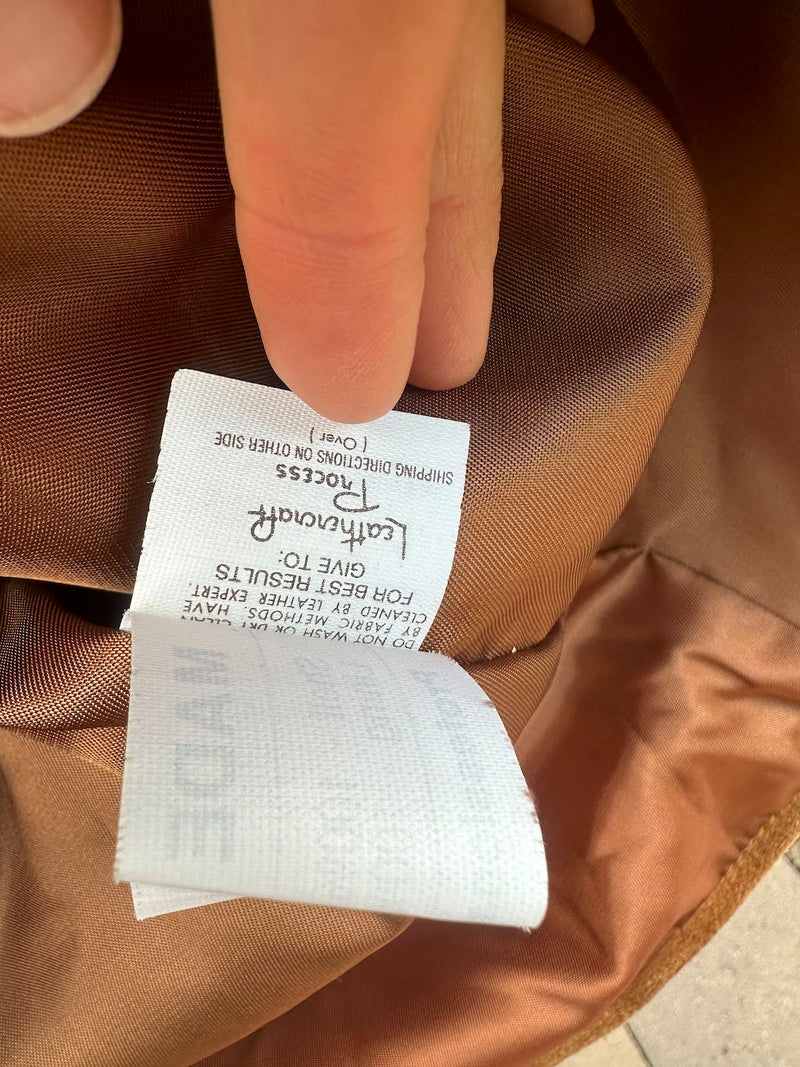 DO NOT WASH OR DRY CLEAN
BY FABRIC METHODS. HAVE
CLEANED BY LEATHER EXPERT.
FOR BEST RESULTS
GIVE TO:
Leathercraft
Process
SHIPPING DIRECTIONS ON OTHER SIDE
( Over )
MADE